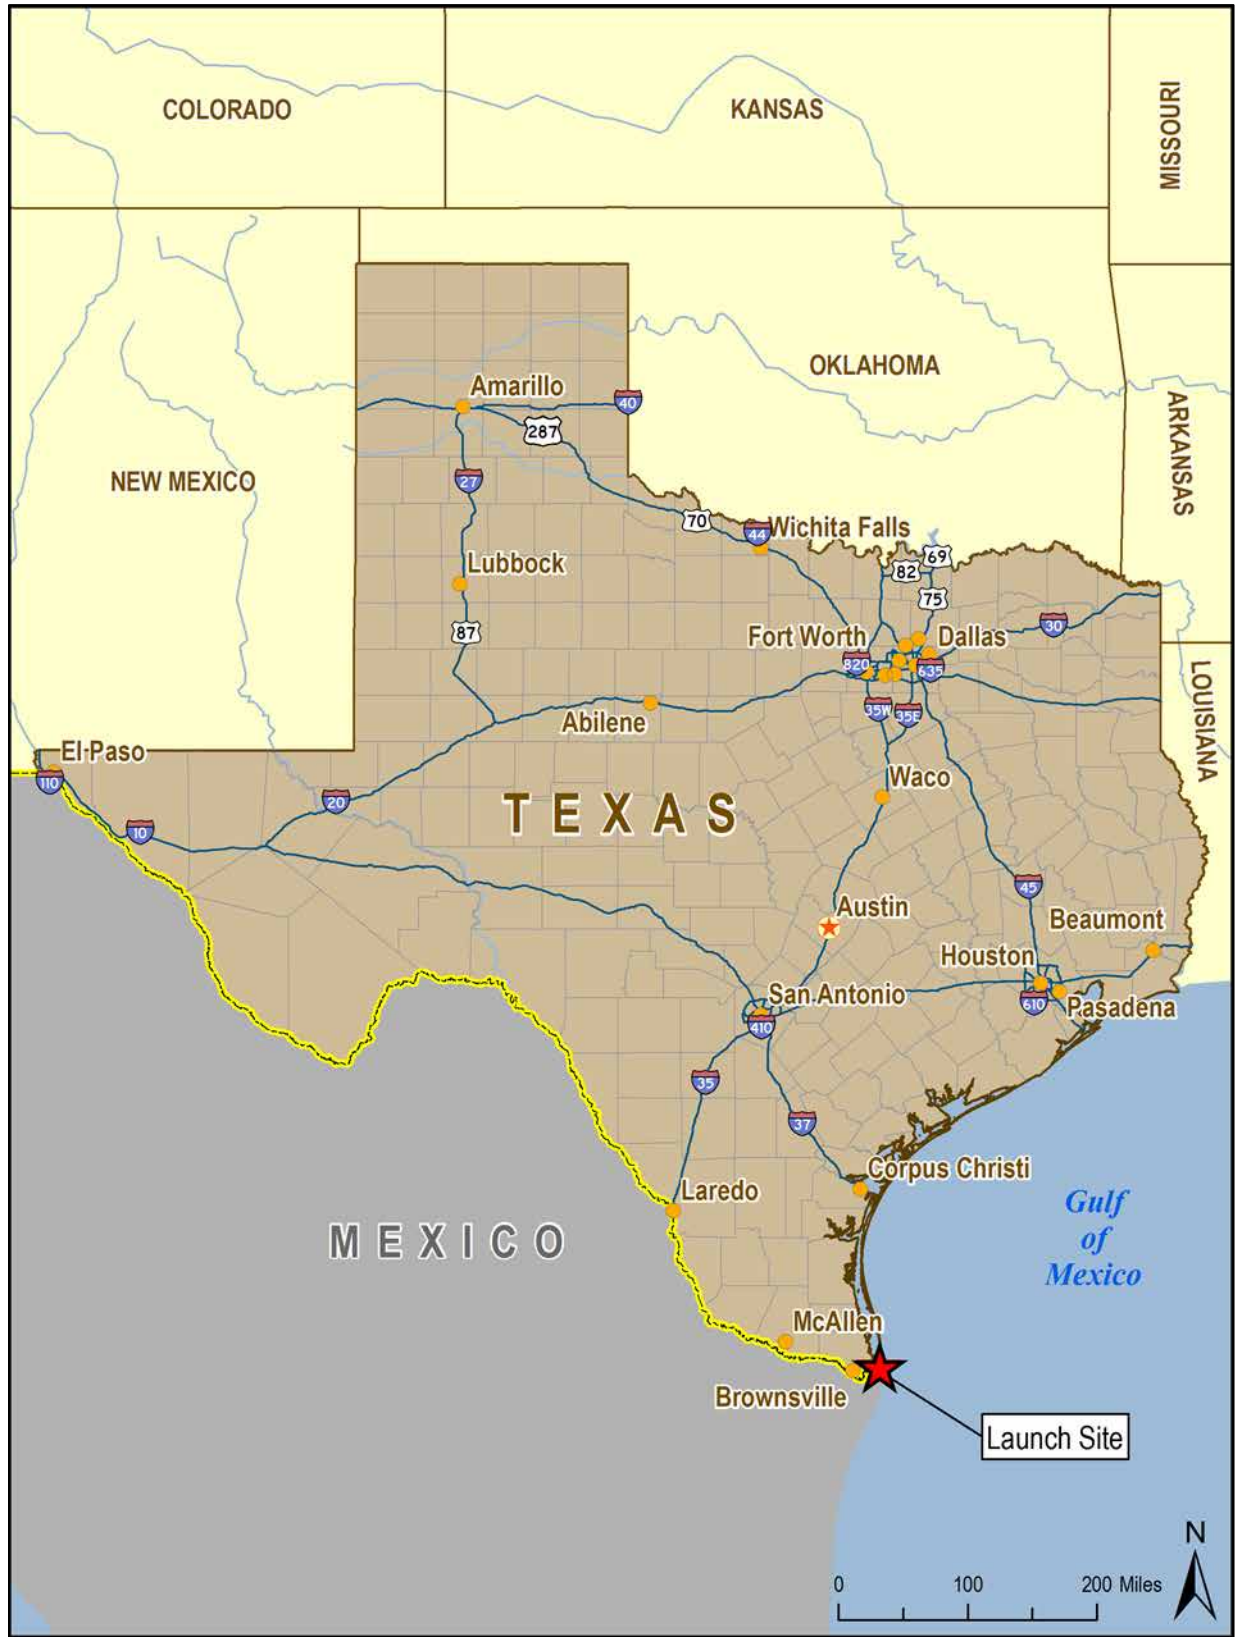 COLORADO
KANSAS
MISSOURI
OKLAHOMA
ARKANSAS
NEW MEXICO
Amarillo
40
287
27
70
44
Wichita Falls
69
82
75
Lubbock
87
30
Fort Worth
Dallas
820
635
LOUISIANA
35W
35E
Abilene
El Paso
110
Waco
20
TEXAS
10
45
Austin
Beaumont
Houston
San Antonio
610
Pasadena
410
35
37
Corpus Christi
Laredo
Gulf
of
Mexico
MEXICO
McAllen
Brownsville
Launch Site
N
0 100 200 Miles